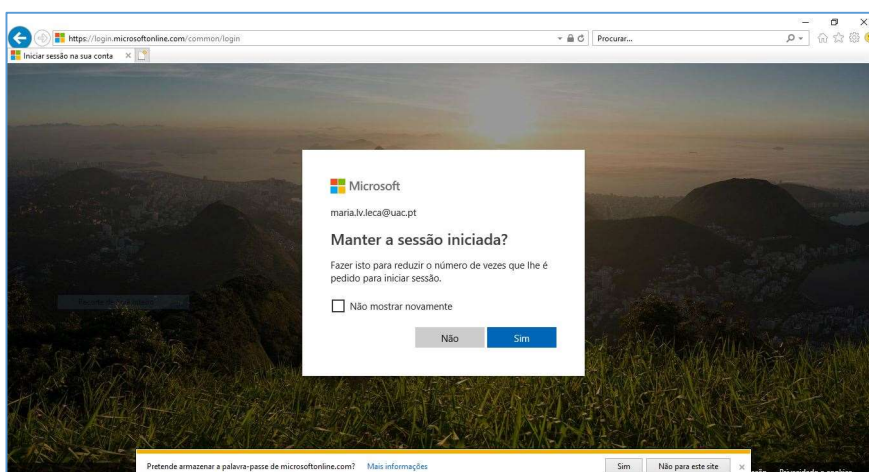 https://login.microsoftonline.com/common/login
Procurar...
Iniciar sessão na sua conta
Microsoft
maria.lv.leca@uac.pt
Manter a sessão iniciada?
Fazer isto para reduzir o número de vezes que lhe é
pedido para iniciar sessão.
Não mostrar novamente
Não
Sim
Pretende armazenar a palavra-passe de microsoftonline.com? Mais informações
Sim
Não para este site
Privacidade e cookies